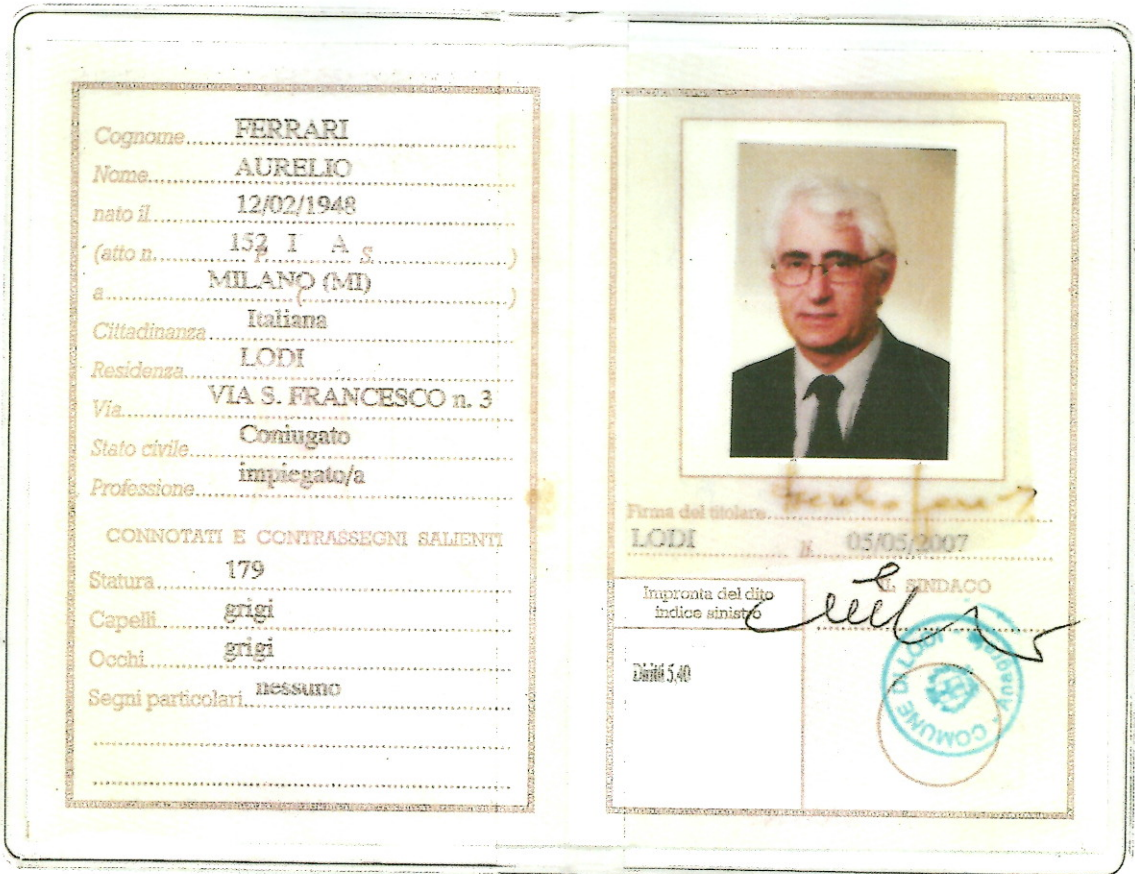 Cognome FERRARI
Nome AURELIO
nato il 12/02/1948
(atto n. 152 P. I A S. )
a MILANO (MI) ( )
Cittadinanza Italiana
Residenza LODI
Via VIA S. FRANCESCO n. 3
Stato civile Coniugato
Professione impiegato/a
CONNOTATI E CONTRASSEGNI SALIENTI
Statura 179
Capelli grigi
Occhi grigi
Segni particolari nessuno
Firma del titolare
LODI li 05/05/2007
IL SINDACO
Impronta del dito
indice sinistro
Diritti 5,40
COMUNE DI LODI - Anagrafe